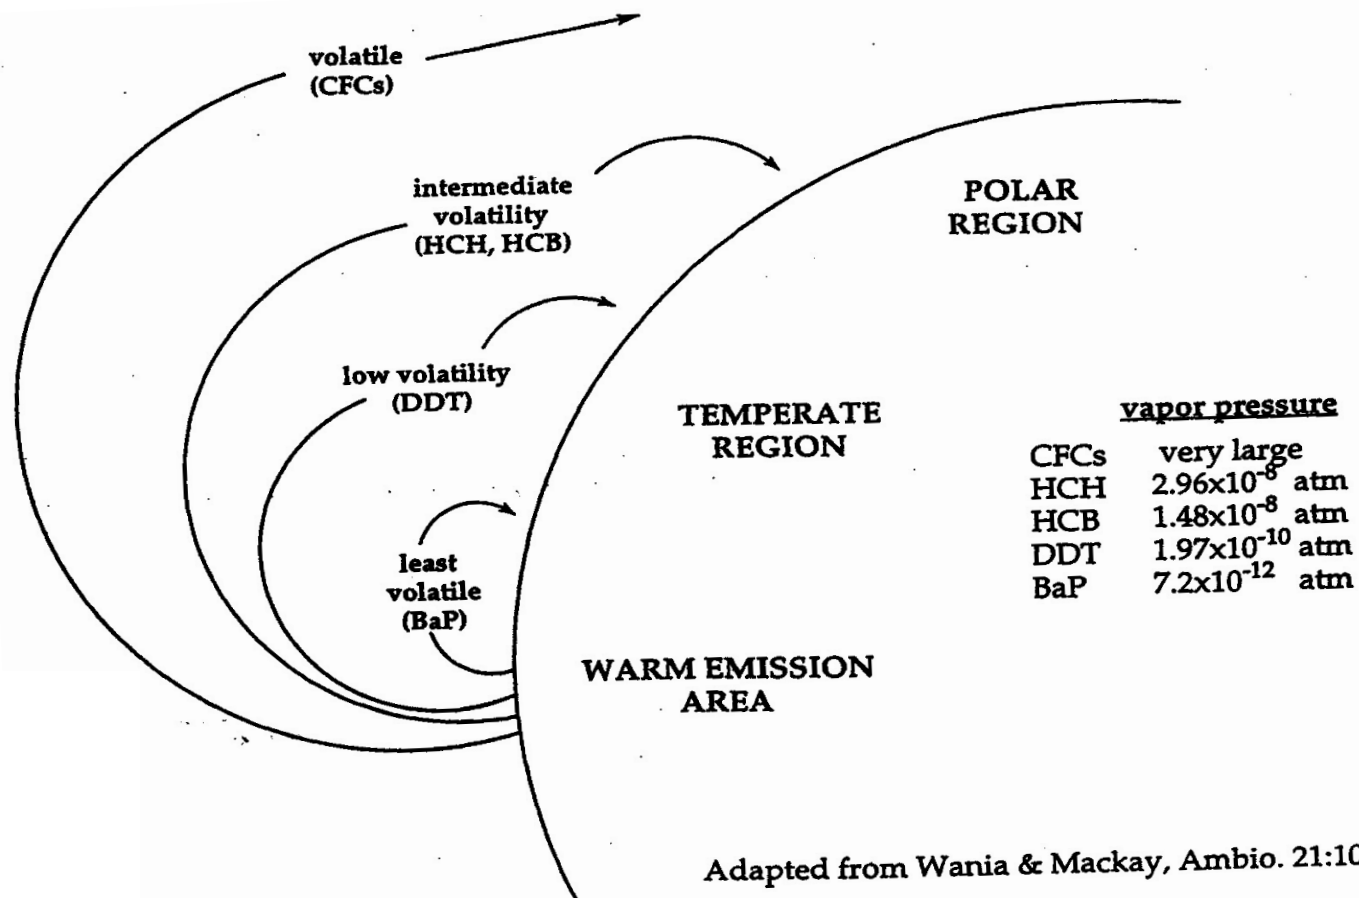 volatile
(CFCs)
intermediate
volatility
(HCH, HCB)
low volatility
(DDT)
least
volatile
(BaP)
POLAR
REGION
TEMPERATE
REGION
WARM EMISSION
AREA
vapor pressure
CFCs very large
HCH 2.96x10⁻⁸ atm
HCB 1.48x10⁻⁸ atm
DDT 1.97x10⁻¹⁰ atm
BaP 7.2x10⁻¹² atm
Adapted from Wania & Mackay, Ambio. 21:10